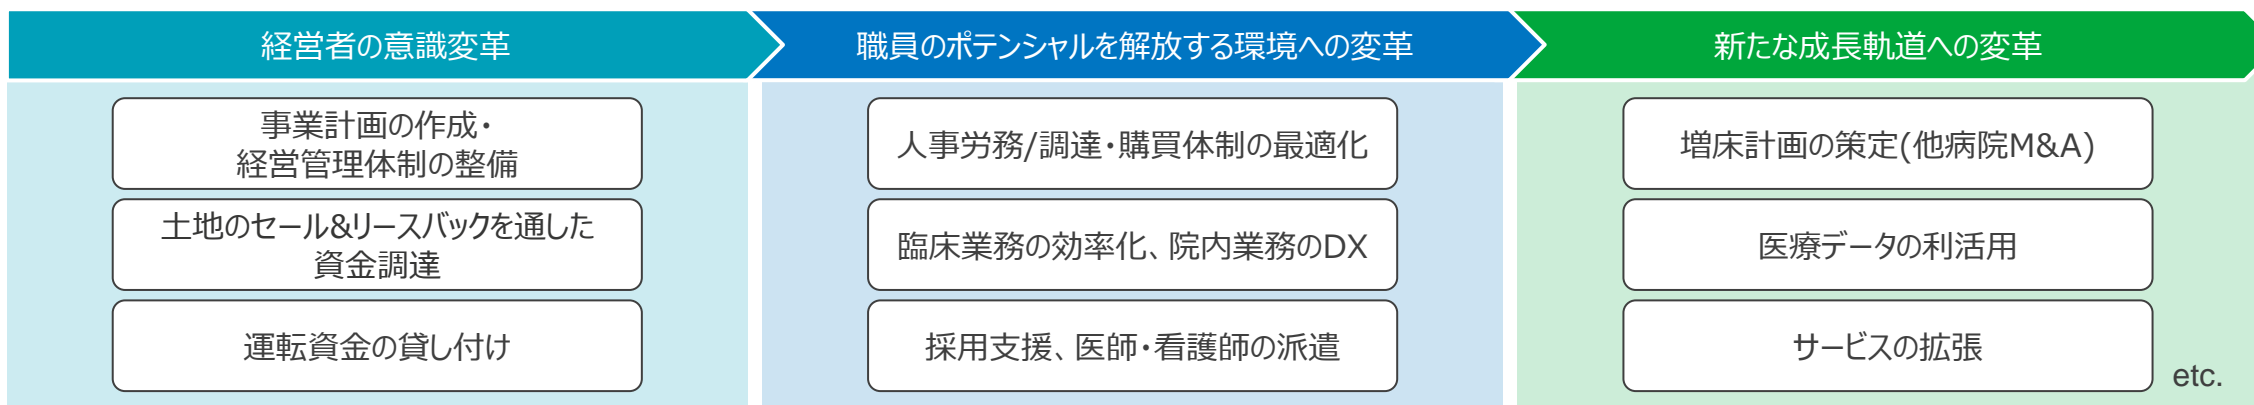 経営者の意識変革
職員のポテンシャルを解放する環境への変革
新たな成長軌道への変革
事業計画の作成・
経営管理体制の整備
土地のセール&リースバックを通した
資金調達
運転資金の貸し付け
人事労務/調達・購買体制の最適化
臨床業務の効率化、院内業務のDX
採用支援、医師・看護師の派遣
増床計画の策定(他病院M&A)
医療データの利活用
サービスの拡張
etc.